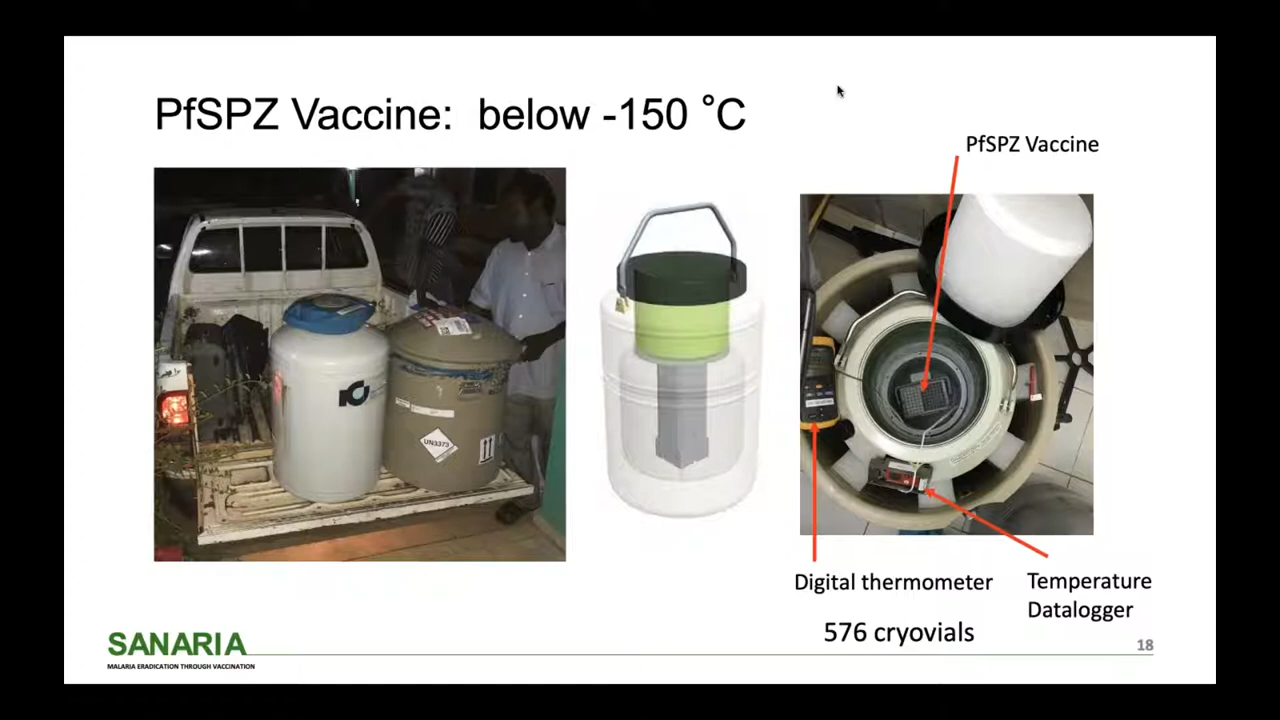 PfSPZ Vaccine: below -150 °C
PfSPZ Vaccine
UN3373
Digital thermometer
Temperature
Datalogger
576 cryovials
SANARIA
MALARIA ERADICATION THROUGH VACCINATION
18